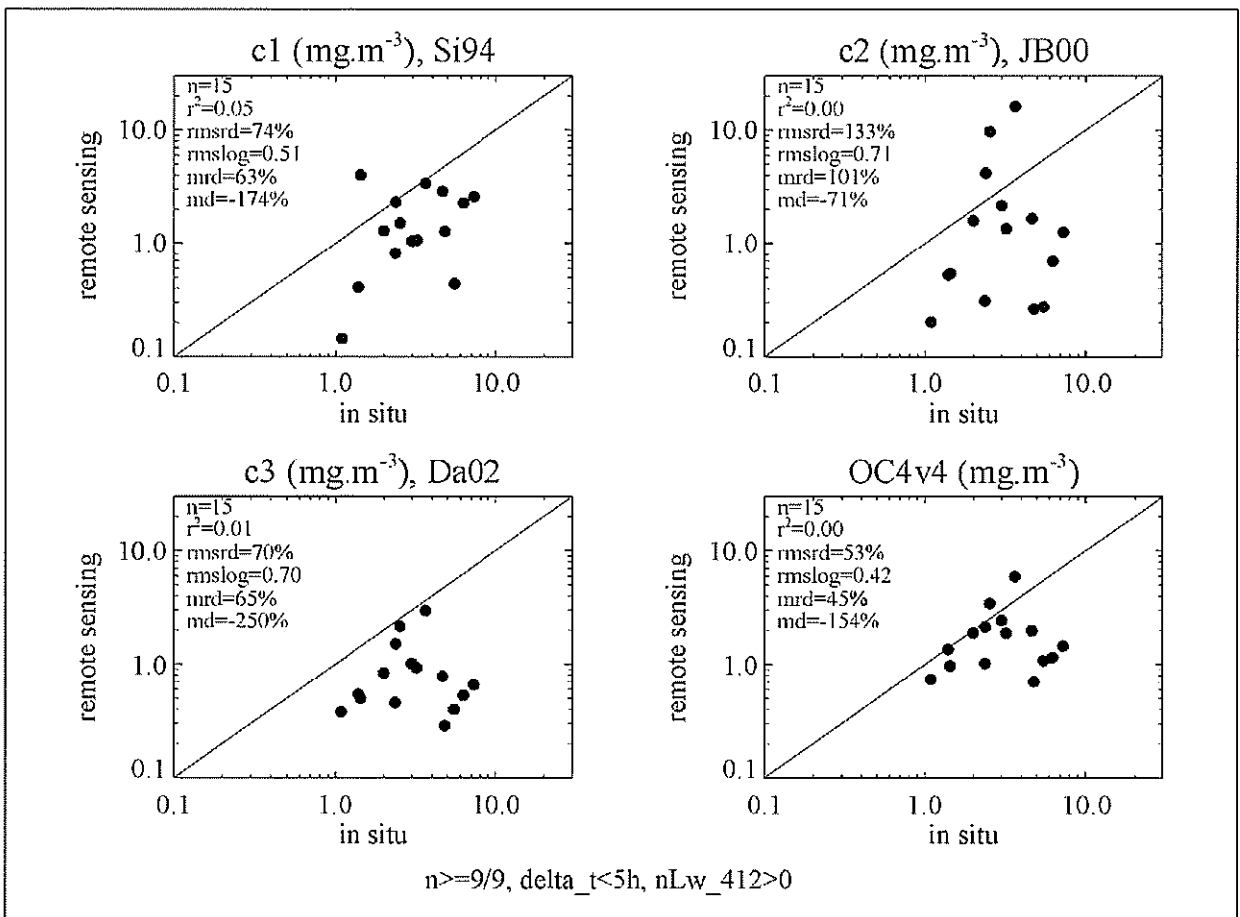 c1 (mg.m-3), Si94
n=15
r2=0.05
rmsrd=74%
rmslog=0.51
mrd=63%
md=-174%
remote sensing
10.0
1.0
0.1
0.1 1.0 10.0
in situ
c2 (mg.m-3), JB00
n=15
r2=0.00
rmsrd=133%
rmslog=0.71
mrd=101%
md=-71%
remote sensing
10.0
1.0
0.1
0.1 1.0 10.0
in situ
c3 (mg.m-3), Da02
n=15
r2=0.01
rmsrd=70%
rmslog=0.70
mrd=65%
md=-250%
remote sensing
10.0
1.0
0.1
0.1 1.0 10.0
in situ
OC4v4 (mg.m-3)
n=15
r2=0.00
rmsrd=53%
rmslog=0.42
mrd=45%
md=-154%
remote sensing
10.0
1.0
0.1
0.1 1.0 10.0
in situ
n>=9/9, delta_t<5h, nLw_412>0